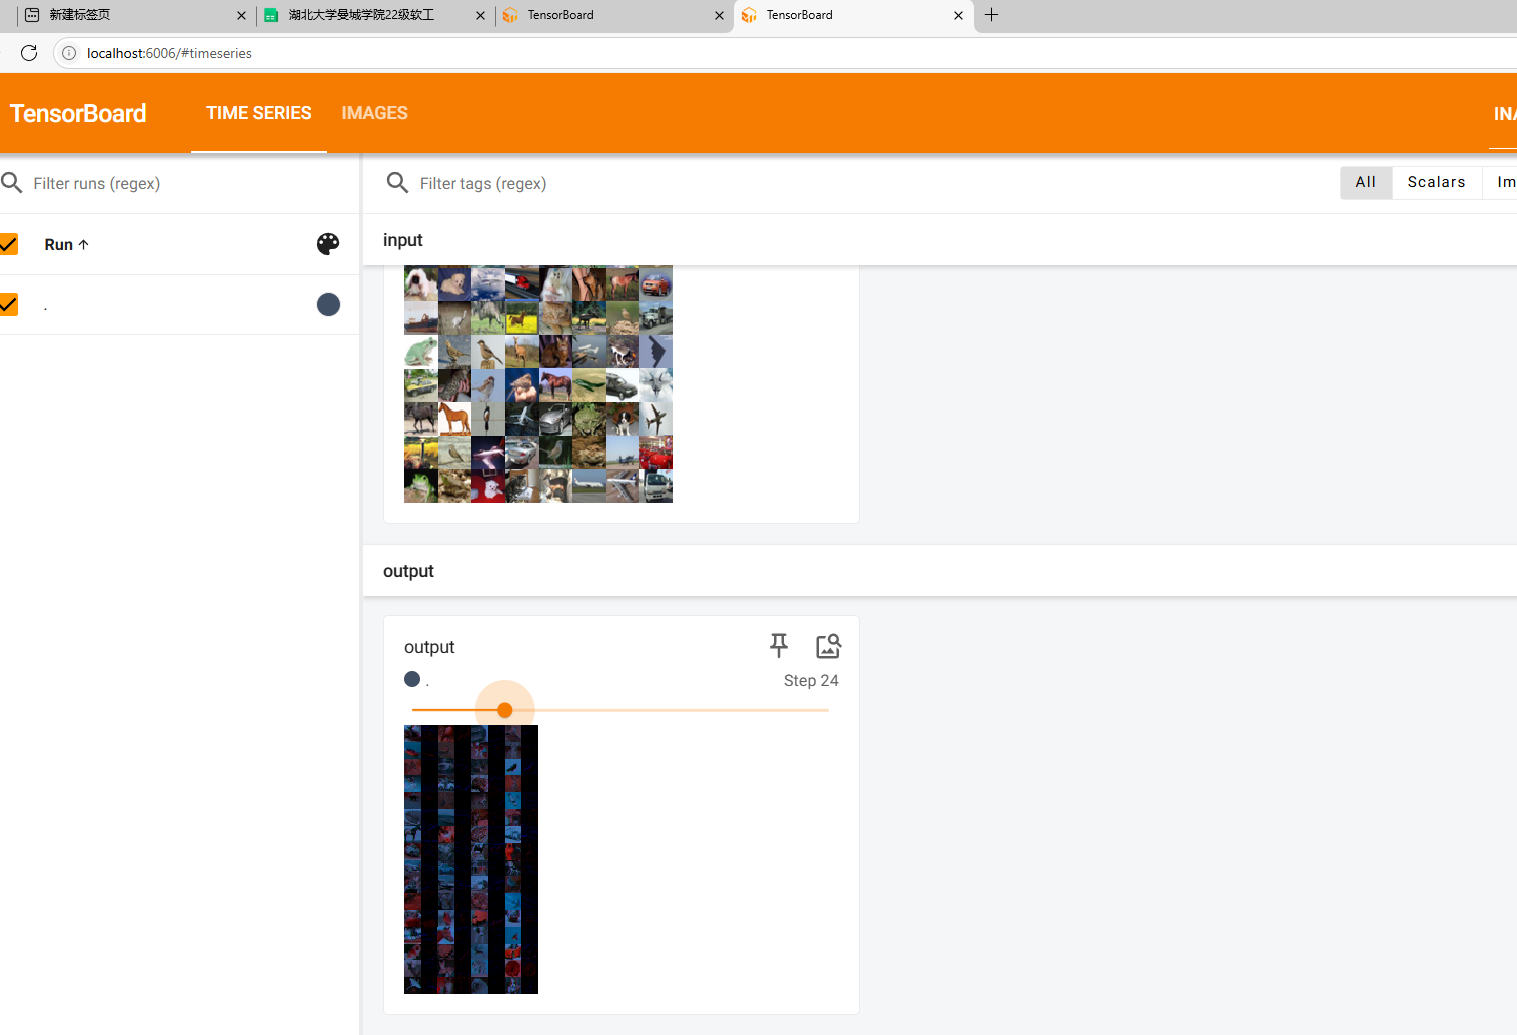 新建标签页
湖北大学曼城学院22级软工
TensorBoard
TensorBoard
localhost:6006/#timeseries
TensorBoard
TIME SERIES
IMAGES
INA
Filter runs (regex)
Filter tags (regex)
All
Scalars
Im
Run
.
input
output
output
.
Step 24